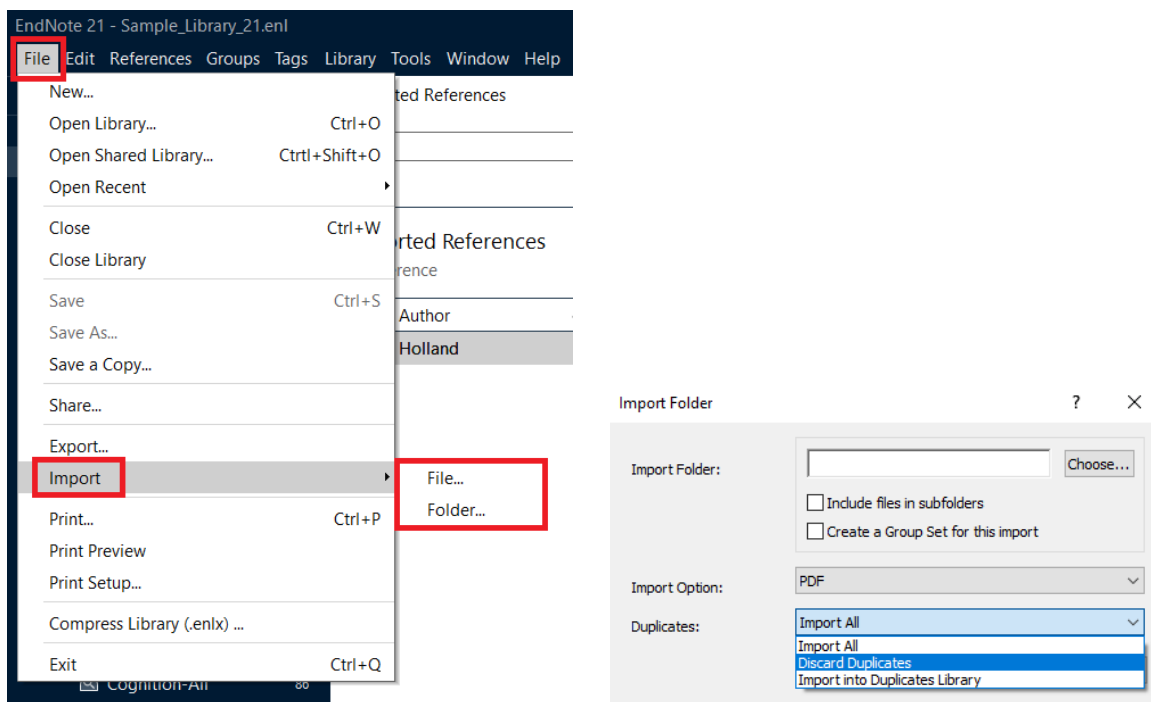 EndNote 21 - Sample_Library_21.enl
File Edit References Groups Tags Library Tools Window Help
New...
Open Library... Ctrl+O
Open Shared Library... Ctrtl+Shift+O
Open Recent
Close Ctrl+W
Close Library
Save Ctrl+S
Save As...
Save a Copy...
Share...
Export...
Import
Print... Ctrl+P
Print Preview
Print Setup...
Compress Library (.enlx) ...
Exit Ctrl+Q
File...
Folder...
ted References
orted References
rence
Author
Holland
Cognition-All 86
Import Folder ? ×
Import Folder: Choose...
Include files in subfolders
Create a Group Set for this import
Import Option: PDF
Duplicates: Import All
Import All
Discard Duplicates
Import into Duplicates Library